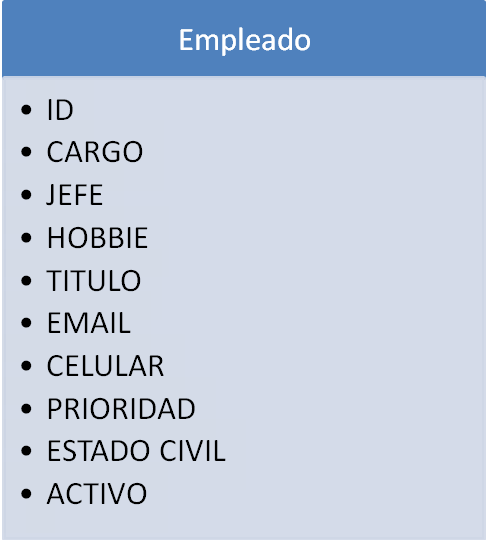 Empleado
• ID
• CARGO
• JEFE
• HOBBIE
• TITULO
• EMAIL
• CELULAR
• PRIORIDAD
• ESTADO CIVIL
• ACTIVO